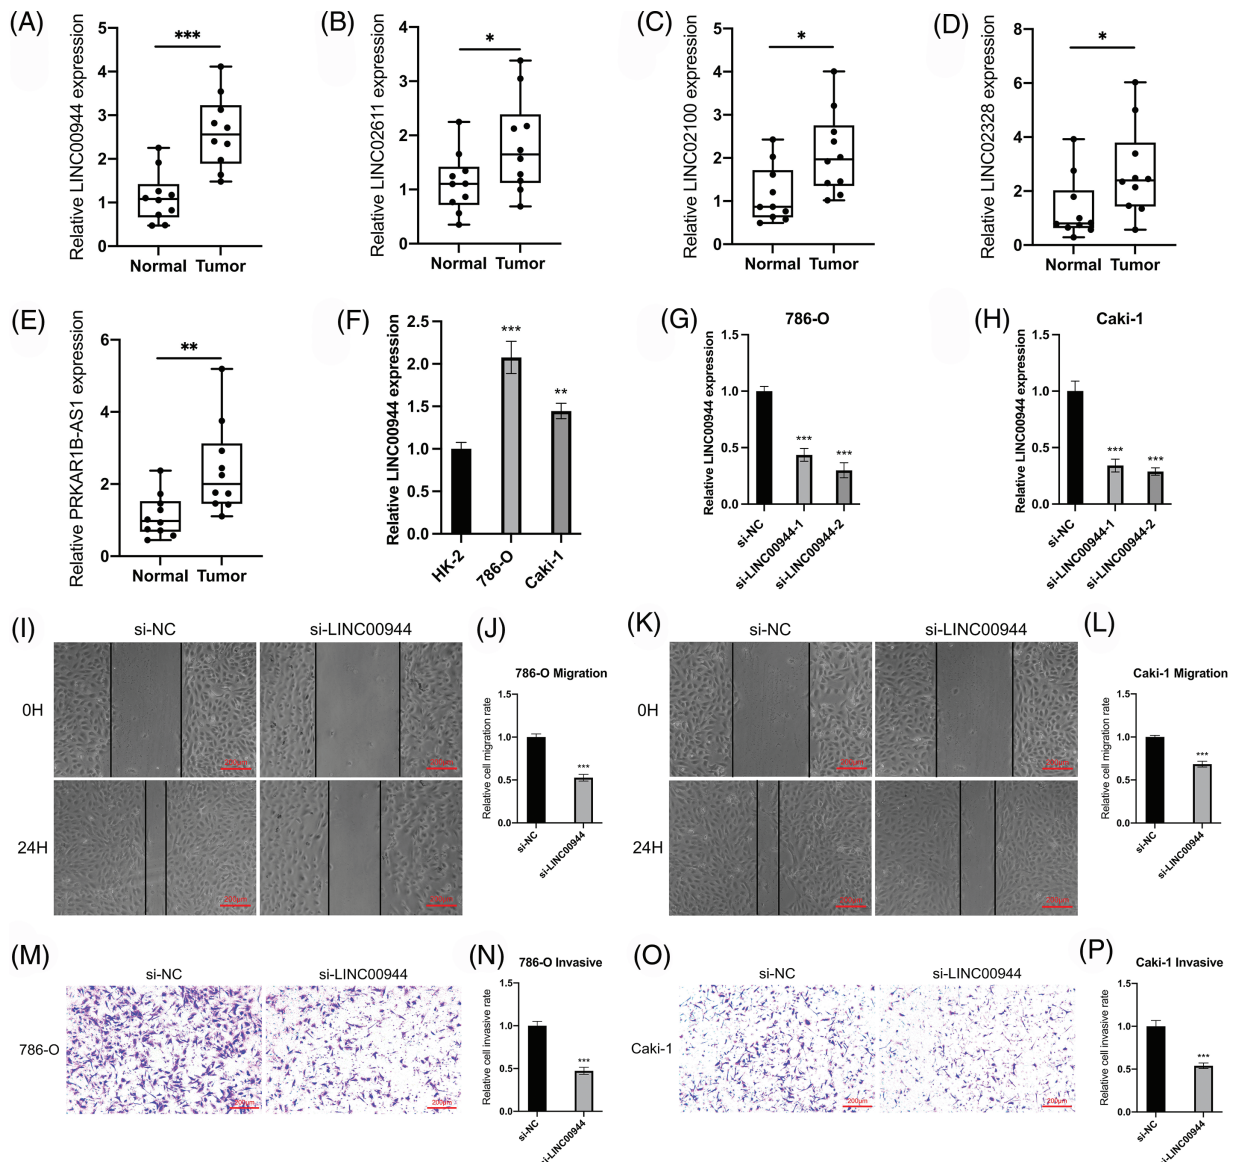 (A)
Relative LINC00944 expression
5
4
3
2
1
0
***
Normal Tumor
(B)
Relative LINC02611 expression
4
3
2
1
0
*
Normal Tumor
(C)
Relative LINC02100 expression
5
4
3
2
1
0
*
Normal Tumor
(D)
Relative LINC02328 expression
8
6
4
2
0
*
Normal Tumor
(E)
Relative PRKAR1B-AS1 expression
6
4
2
0
**
Normal Tumor
(F)
Relative LINC00944 expression
2.5
2.0
1.5
1.0
0.5
0.0
***
**
HK-2
786-O
Caki-1
(G)
786-O
Relative LINC00944 expression
1.5
1.0
0.5
0.0
***
***
si-NC
si-LINC00944-1
si-LINC00944-2
(H)
Caki-1
Relative LINC00944 expression
1.5
1.0
0.5
0.0
***
***
si-NC
si-LINC00944-1
si-LINC00944-2
(I)
si-NC
si-LINC00944
0H
24H
200μm
(J)
786-O Migration
Relative cell migration rate
1.5
1.0
0.5
0.0
***
si-NC
si-LINC00944
(K)
si-NC
si-LINC00944
0H
24H
(L)
Caki-1 Migration
Relative cell migration rate
1.5
1.0
0.5
0.0
***
si-NC
si-LINC00944
(M)
si-NC
si-LINC00944
786-O
200μm
200μm
(N)
786-O Invasive
Relative cell invasive rate
1.5
1.0
0.5
0.0
***
si-NC
si-LINC00944
(O)
si-NC
si-LINC00944
Caki-1
200μm
200μm
(P)
Caki-1 Invasive
Relative cell invasive rate
1.5
1.0
0.5
0.0
***
si-NC
si-LINC00944